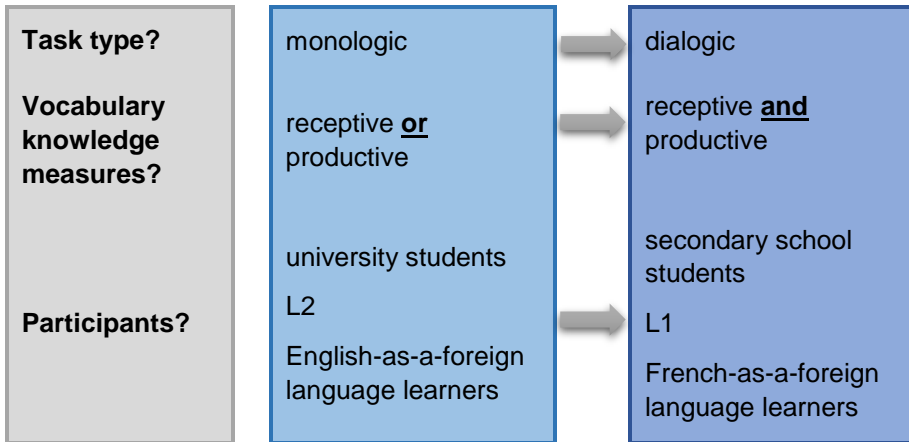 Task type?
monologic
dialogic
Vocabulary
knowledge
measures?
receptive or
productive
receptive and
productive
Participants?
university students
L2
English-as-a-foreign
language learners
secondary school
students
L1
French-as-a-foreign
language learners